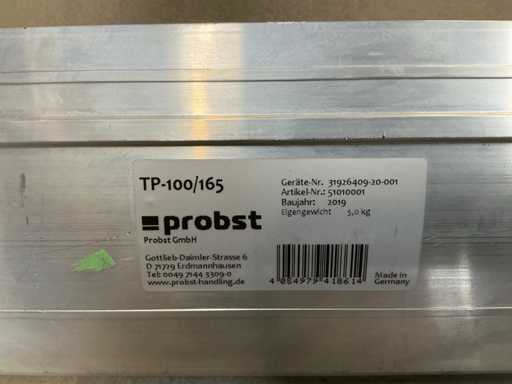 TP-100/165
probst
Probst GmbH
Gottlieb-Daimler-Strasse 6
D 71729 Erdmannhausen
Tel: 0049 7144 3309-0
www.probst-handling.de
Geräte-Nr. 31926409-20-001
Artikel-Nr.: 51010001
Baujahr: 2019
Eigengewicht 5,0 kg
4 054979 418614
Made in
Germany